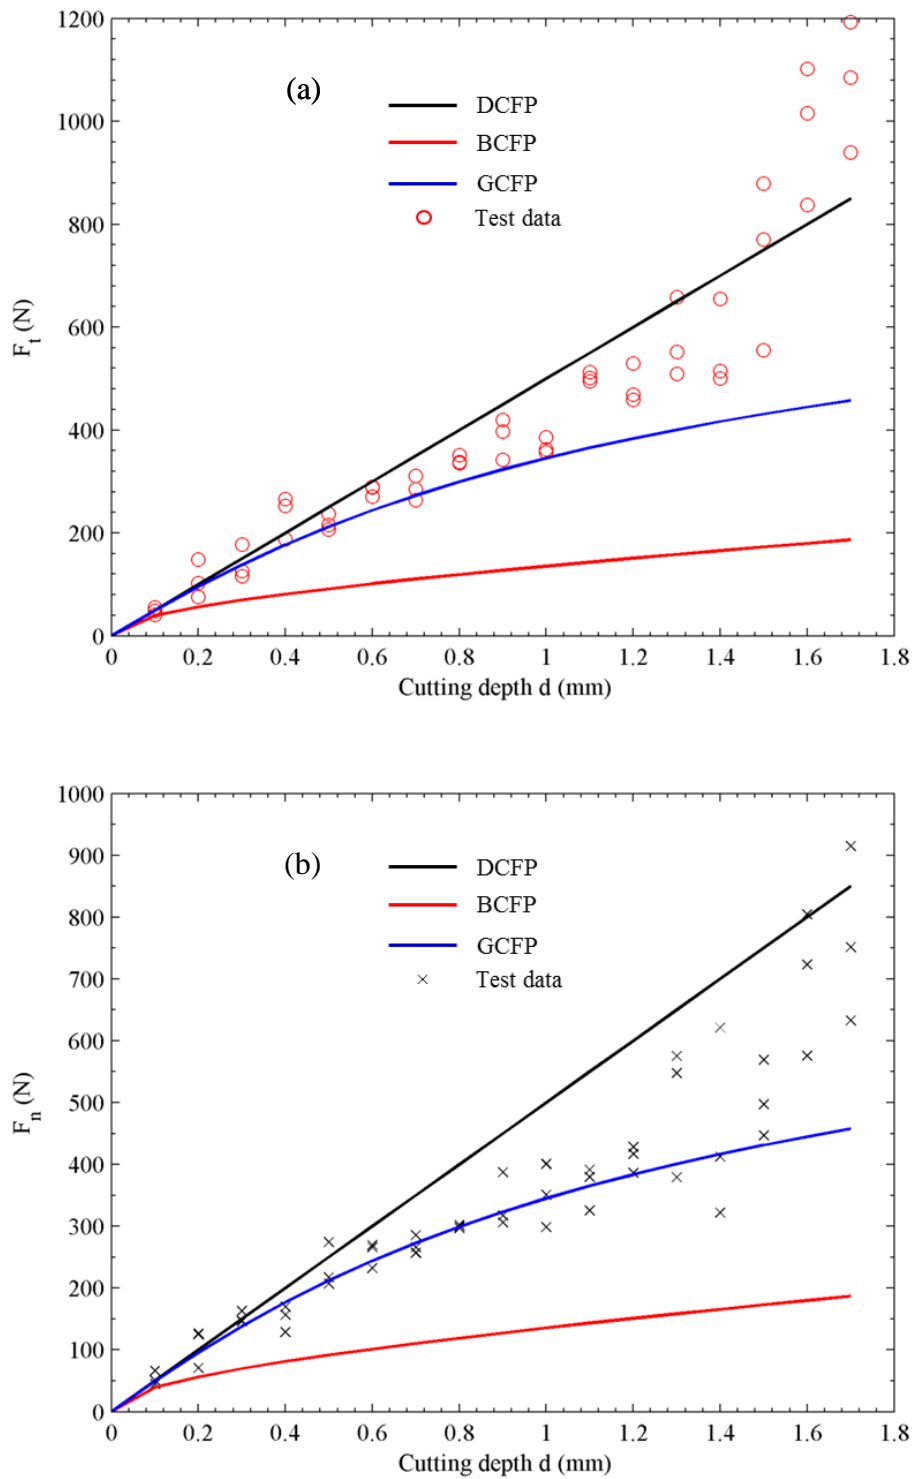 1200
(a)
DCFP
1000
BCFP
GCFP
Test data
800
600
F_t (N)
400
200
0
0 0.2 0.4 0.6 0.8 1 1.2 1.4 1.6 1.8
Cutting depth d (mm)
1000
900
(b)
DCFP
BCFP
800
GCFP
Test data
700
600
500
F_n (N)
400
300
200
100
0
0 0.2 0.4 0.6 0.8 1 1.2 1.4 1.6 1.8
Cutting depth d (mm)